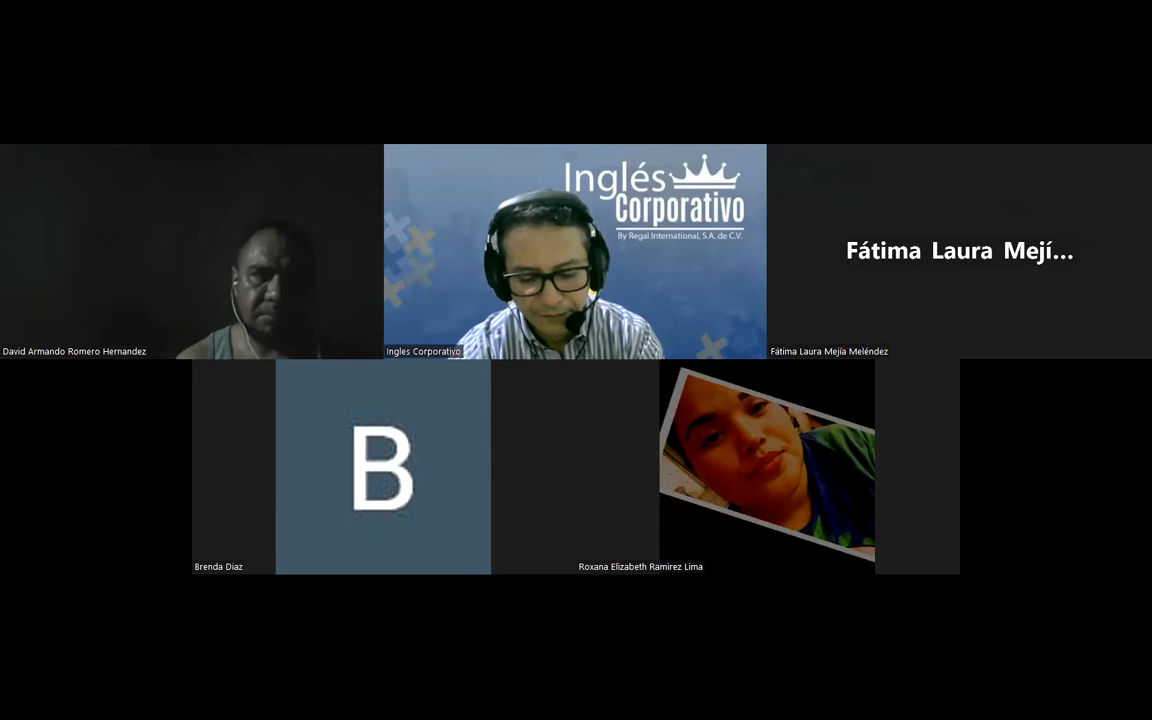 Inglés
Corporativo
By Regal International, S.A. de C.V.
Fátima Laura Mejí...
David Armando Romero Hernandez
Ingles Corporativo
Fátima Laura Mejía Meléndez
B
Brenda Diaz
Roxana Elizabeth Ramirez Lima